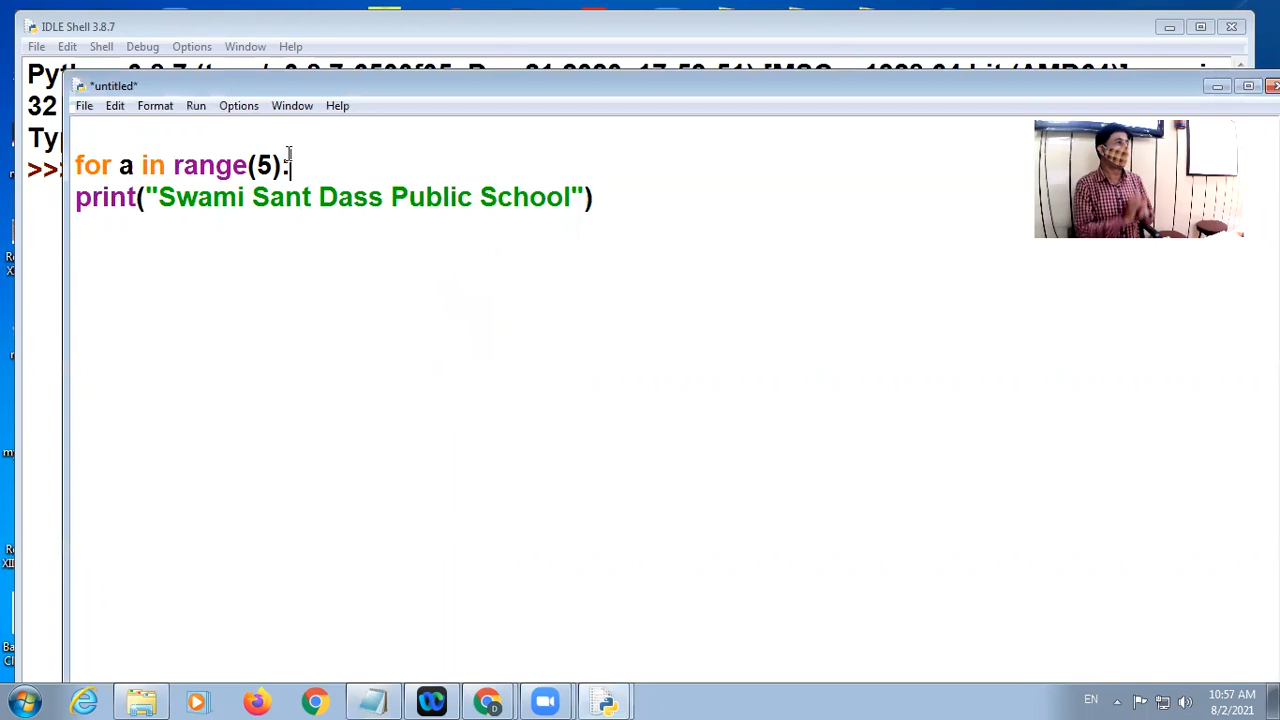 IDLE Shell 3.8.7
File Edit Shell Debug Options Window Help
32
>>>
*untitled*
File Edit Format Run Options Window Help
for a in range(5):
print("Swami Sant Dass Public School")
EN
10:57 AM
8/2/2021